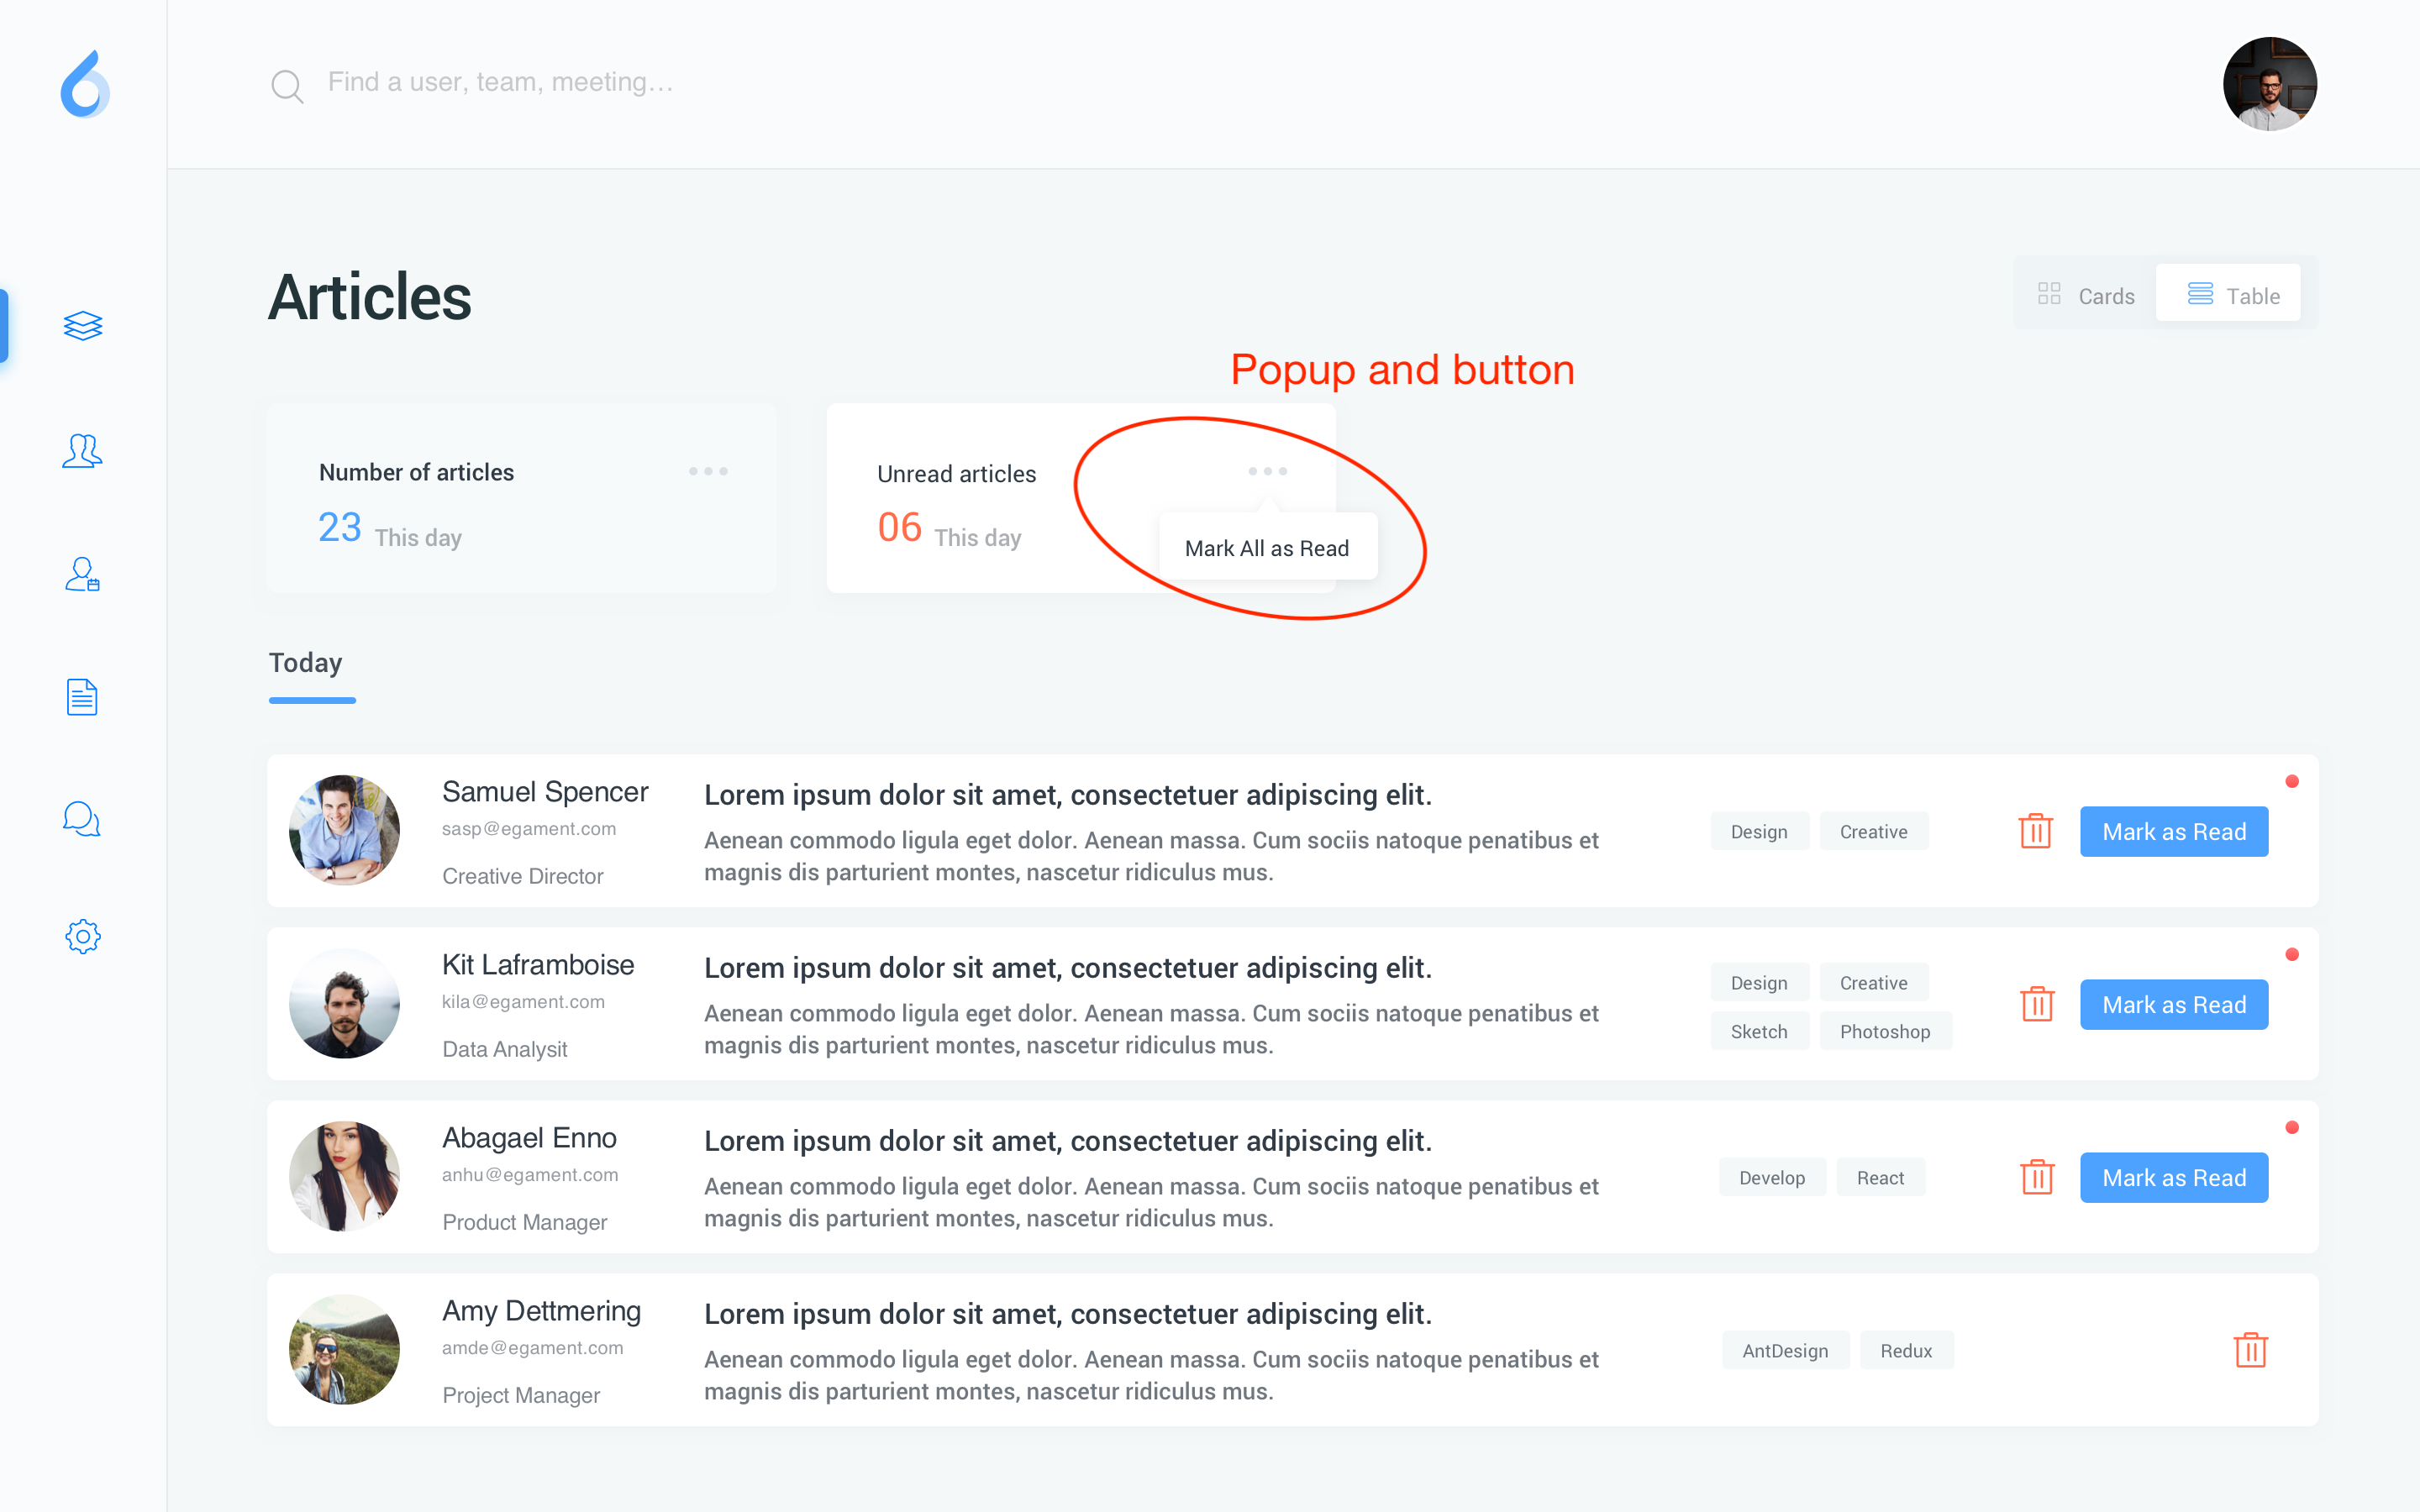 Find a user, team, meeting...
Articles
Cards
Table
Popup and button
Number of articles
23 This day
Unread articles
06 This day
Mark All as Read
Today
Samuel Spencer
sasp@egament.com
Creative Director
Lorem ipsum dolor sit amet, consectetuer adipiscing elit.
Aenean commodo ligula eget dolor. Aenean massa. Cum sociis natoque penatibus et
magnis dis parturient montes, nascetur ridiculus mus.
Design
Creative
Mark as Read
Kit Laframboise
kila@egament.com
Data Analysit
Lorem ipsum dolor sit amet, consectetuer adipiscing elit.
Aenean commodo ligula eget dolor. Aenean massa. Cum sociis natoque penatibus et
magnis dis parturient montes, nascetur ridiculus mus.
Design
Creative
Sketch
Photoshop
Mark as Read
Abagael Enno
anhu@egament.com
Product Manager
Lorem ipsum dolor sit amet, consectetuer adipiscing elit.
Aenean commodo ligula eget dolor. Aenean massa. Cum sociis natoque penatibus et
magnis dis parturient montes, nascetur ridiculus mus.
Develop
React
Mark as Read
Amy Dettmering
amde@egament.com
Project Manager
Lorem ipsum dolor sit amet, consectetuer adipiscing elit.
Aenean commodo ligula eget dolor. Aenean massa. Cum sociis natoque penatibus et
magnis dis parturient montes, nascetur ridiculus mus.
AntDesign
Redux